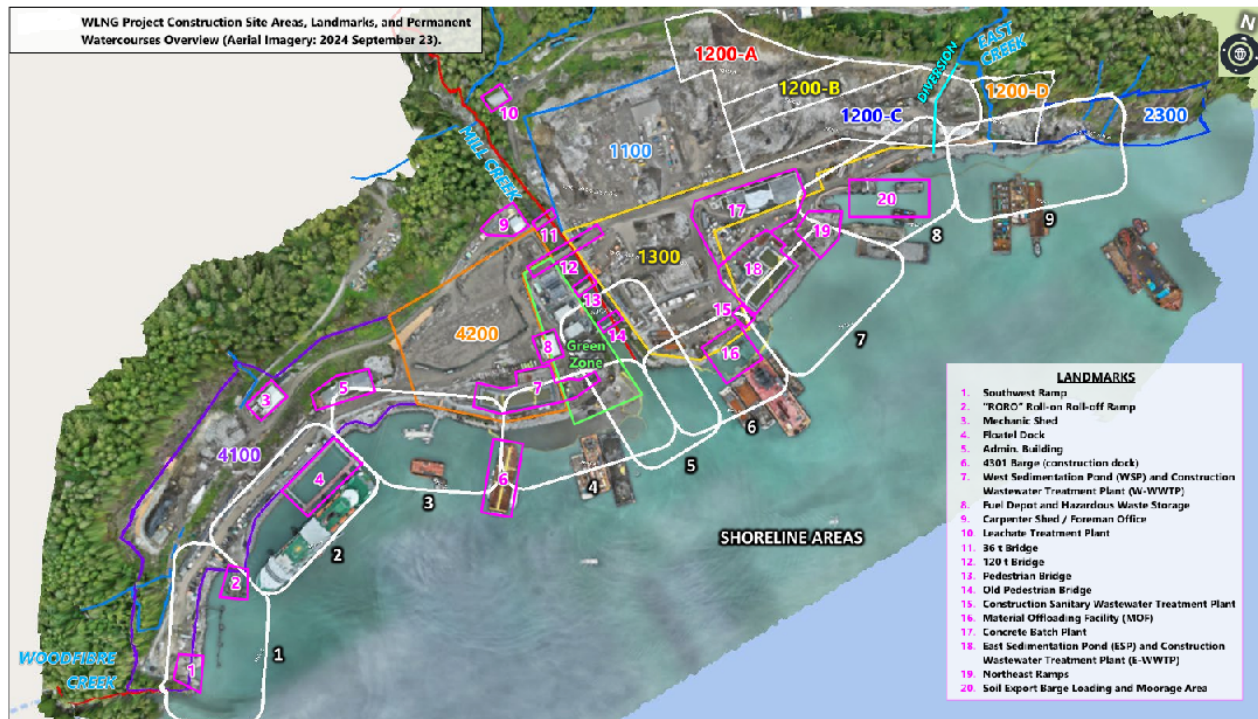 WLNG Project Construction Site Areas, Landmarks, and Permanent
Watercourses Overview (Aerial Imagery: 2024 September 23).
N
1200-A
EAST CREEK
DIVERSION
1200-B
1200-D
1200-C
2300
10
MILL CREEK
1100
17
20
9
19
9
8
11
1300
12
18
13
15
7
4200
14
8
Green
Zone
16
5
7
3
6
4100
5
4
6
4
3
2
SHORELINE AREAS
2
1
WOODFIBRE
CREEK
1
LANDMARKS
1. Southwest Ramp
2. "RORO" Roll-on Roll-off Ramp
3. Mechanic Shed
4. Floatel Dock
5. Admin. Building
6. 4301 Barge (construction dock)
7. West Sedimentation Pond (WSP) and Construction
Wastewater Treatment Plant (W-WWTP)
8. Fuel Depot and Hazardous Waste Storage
9. Carpenter Shed / Foreman Office
10. Leachate Treatment Plant
11. 36 t Bridge
12. 120 t Bridge
13. Pedestrian Bridge
14. Old Pedestrian Bridge
15. Construction Sanitary Wastewater Treatment Plant
16. Material Offloading Facility (MOF)
17. Concrete Batch Plant
18. East Sedimentation Pond (ESP) and Construction
Wastewater Treatment Plant (E-WWTP)
19. Northeast Ramps
20. Soil Export Barge Loading and Moorage Area